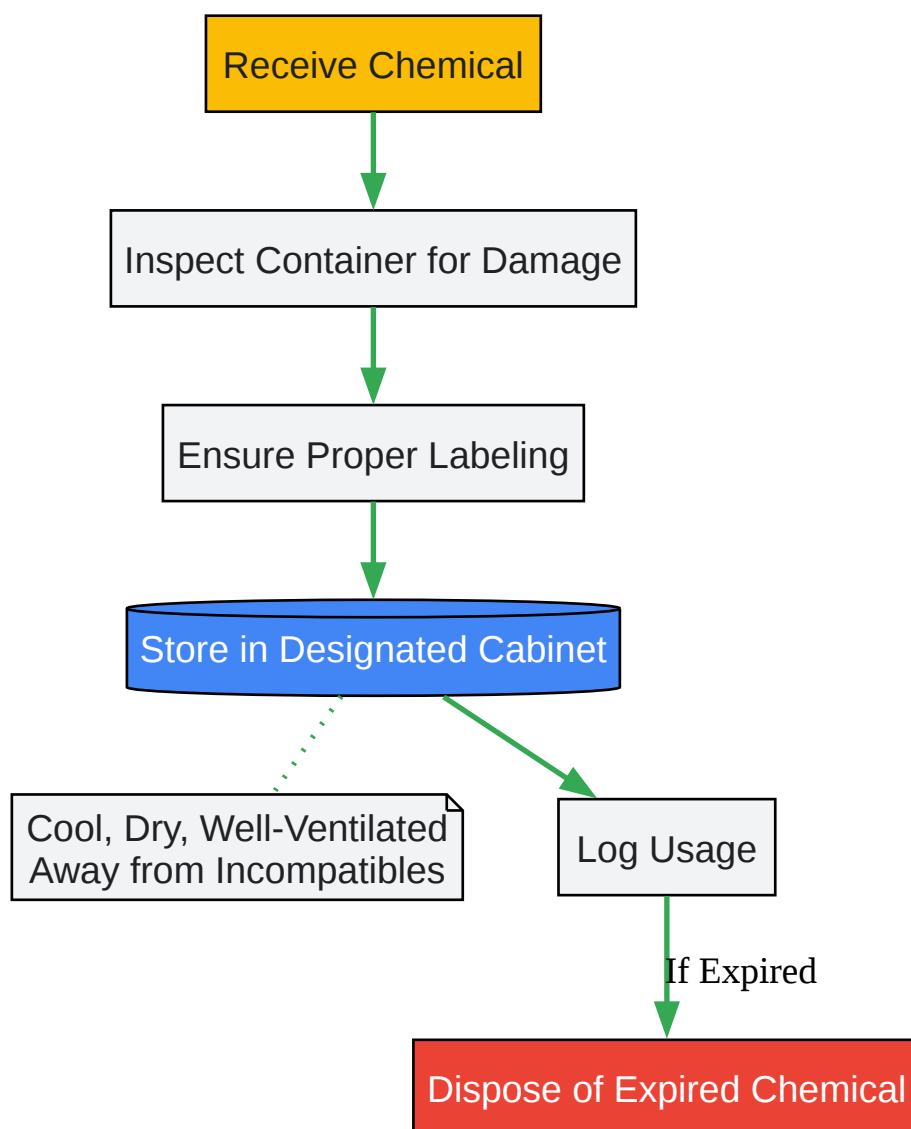 Receive Chemical
Inspect Container for Damage
Ensure Proper Labeling
Store in Designated Cabinet
Cool, Dry, Well-Ventilated
Away from Incompatibles
Log Usage
If Expired
Dispose of Expired Chemical